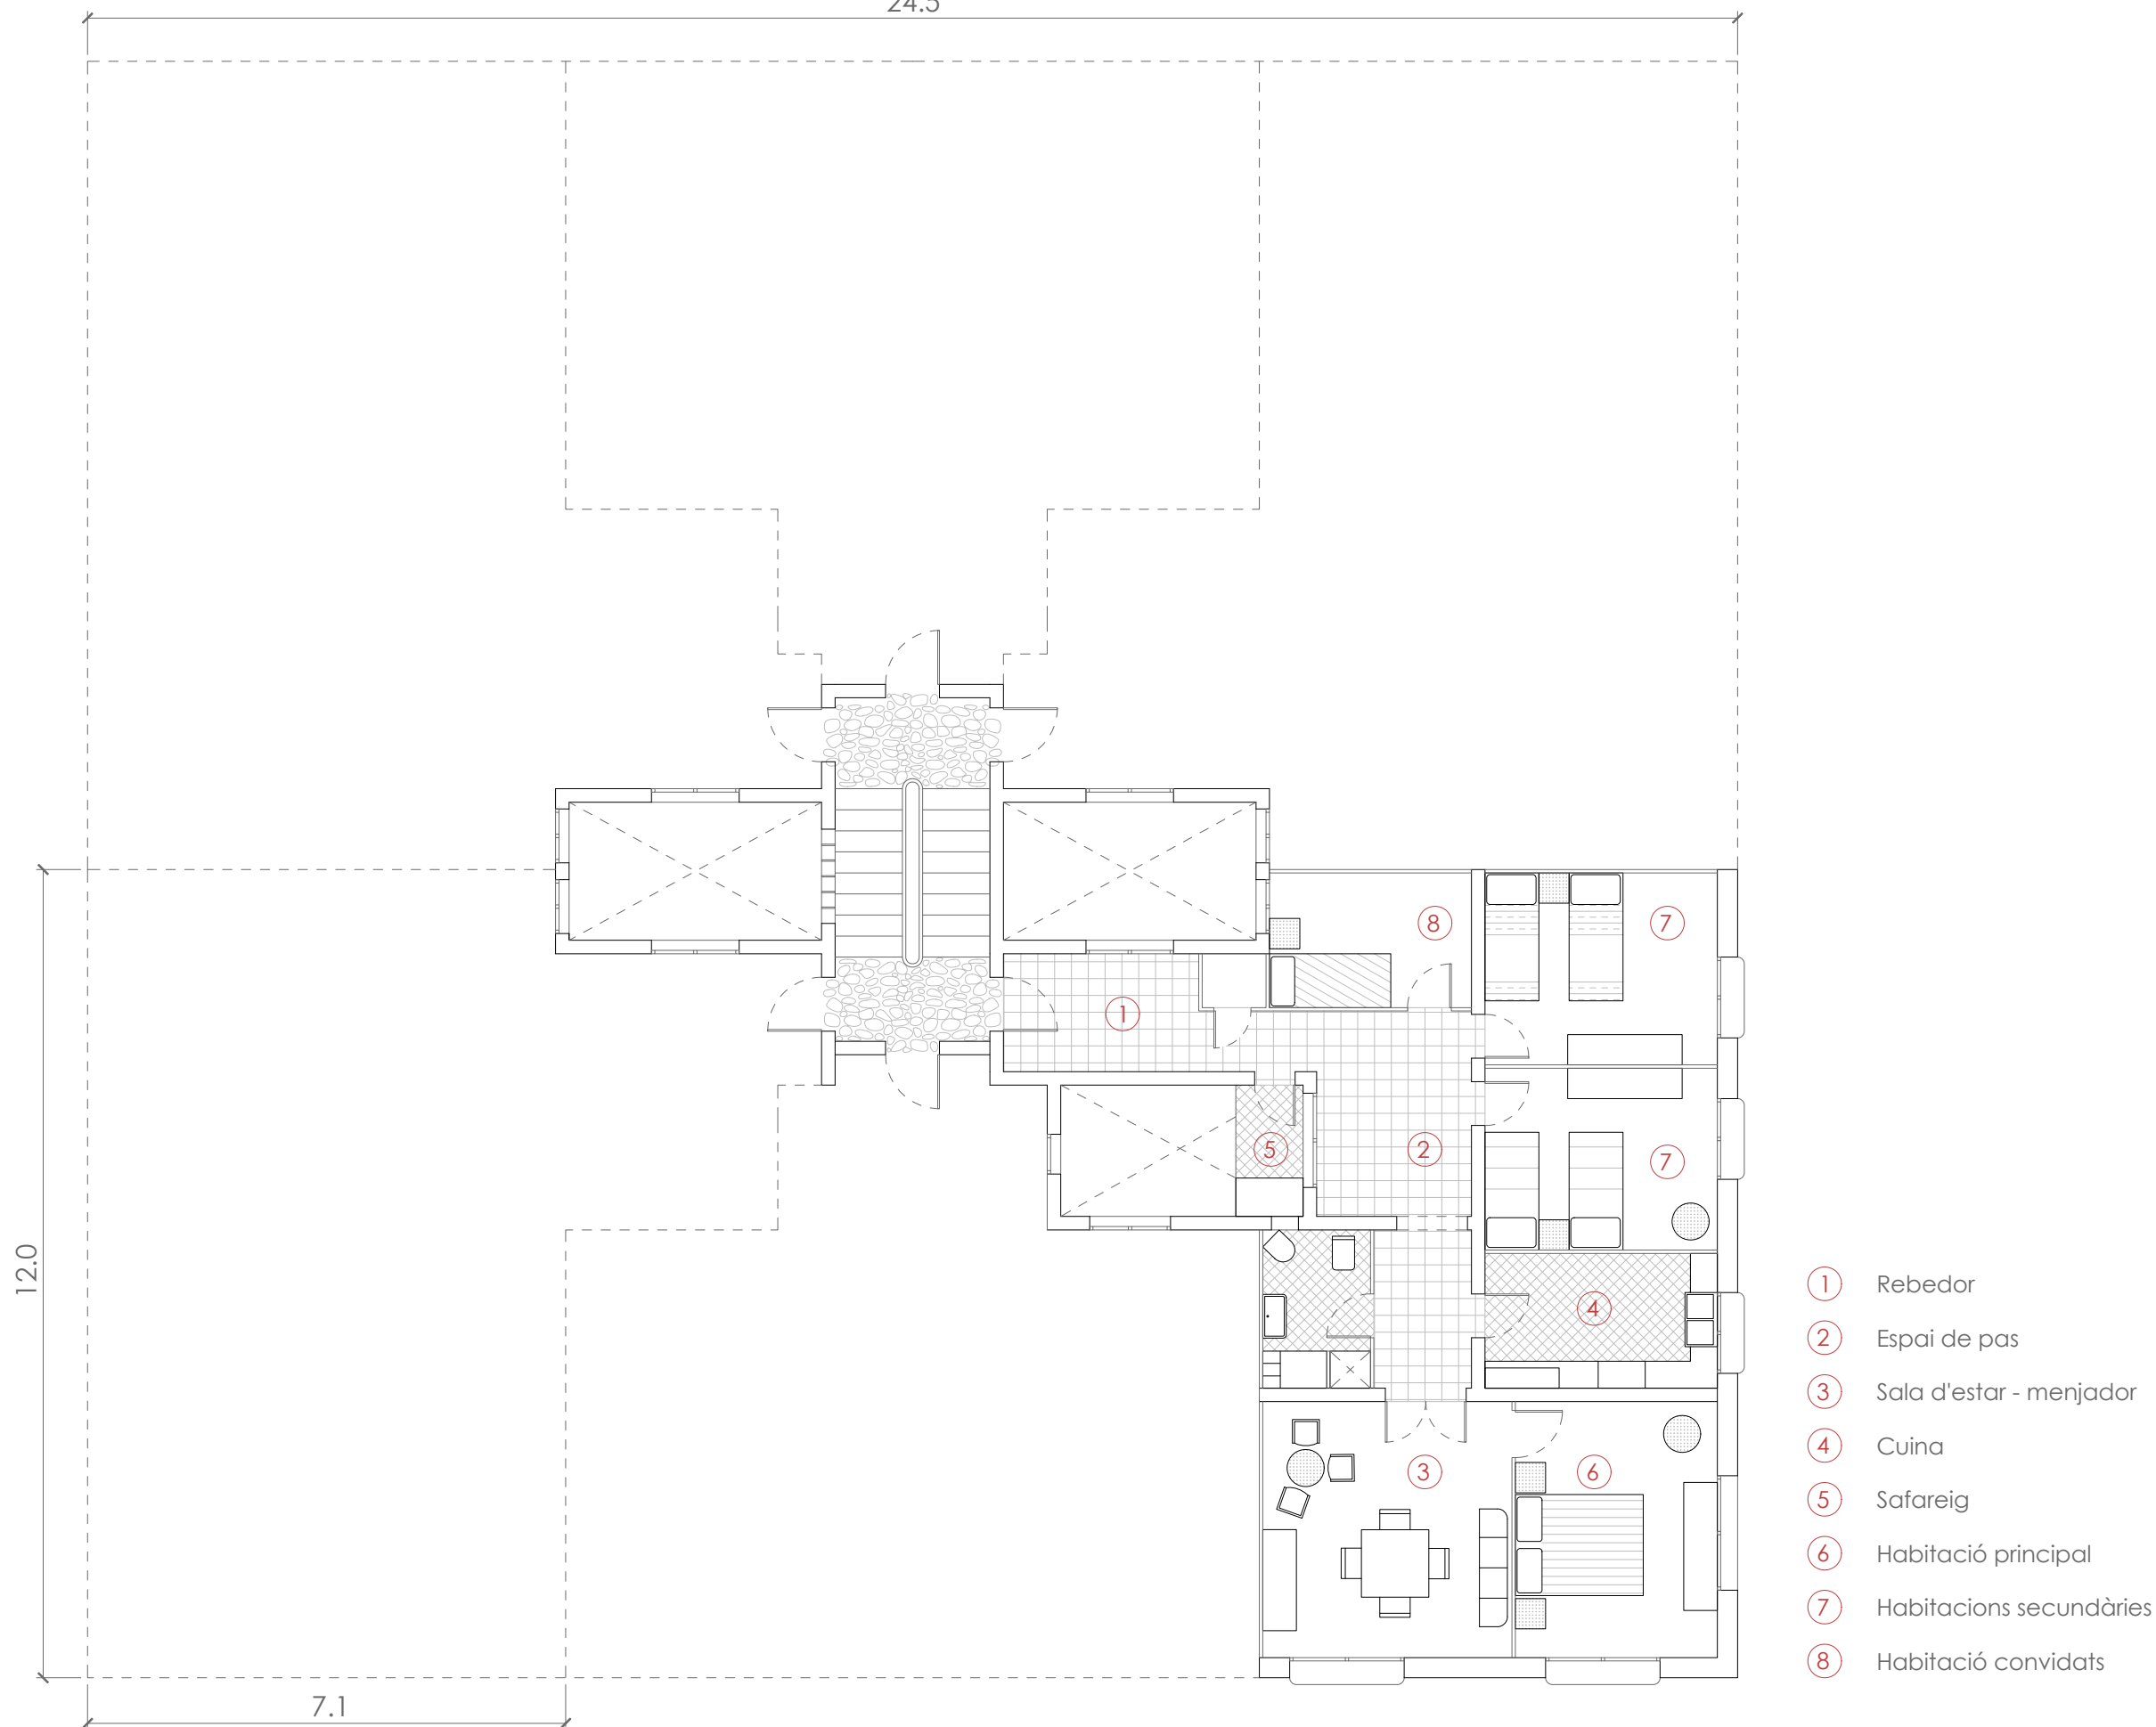 24.5
8
7
1
5
2
7
12.0
4
3
6
7.1
1 Rebedor
2 Espai de pas
3 Sala d'estar - menjador
4 Cuina
5 Safareig
6 Habitació principal
7 Habitacions secundàries
8 Habitació convidats